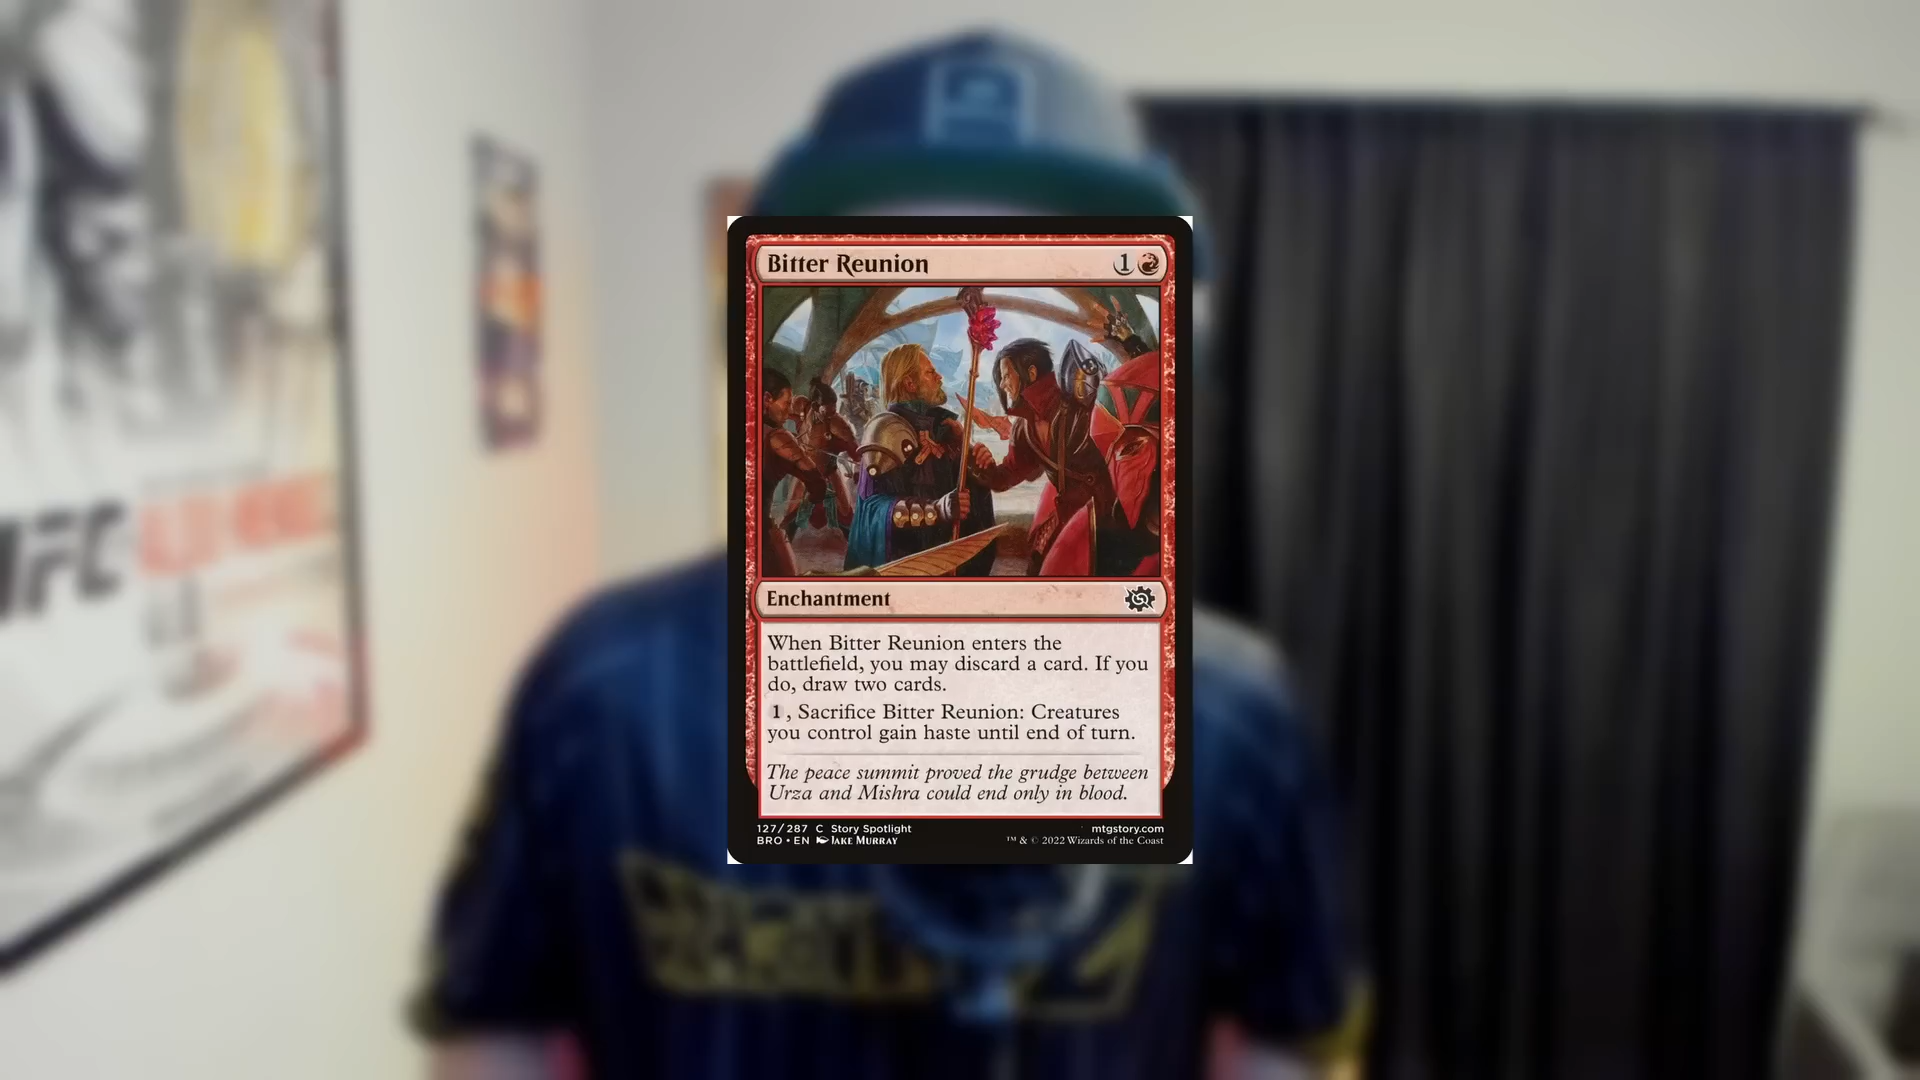 Bitter Reunion 1
Enchantment
When Bitter Reunion enters the
battlefield, you may discard a card. If you
do, draw two cards.
1, Sacrifice Bitter Reunion: Creatures
you control gain haste until end of turn.
The peace summit proved the grudge between
Urza and Mishra could end only in blood.
127/287 C Story Spotlight
BRO • EN JAKE MURRAY
mtgstory.com
™ & © 2022 Wizards of the Coast